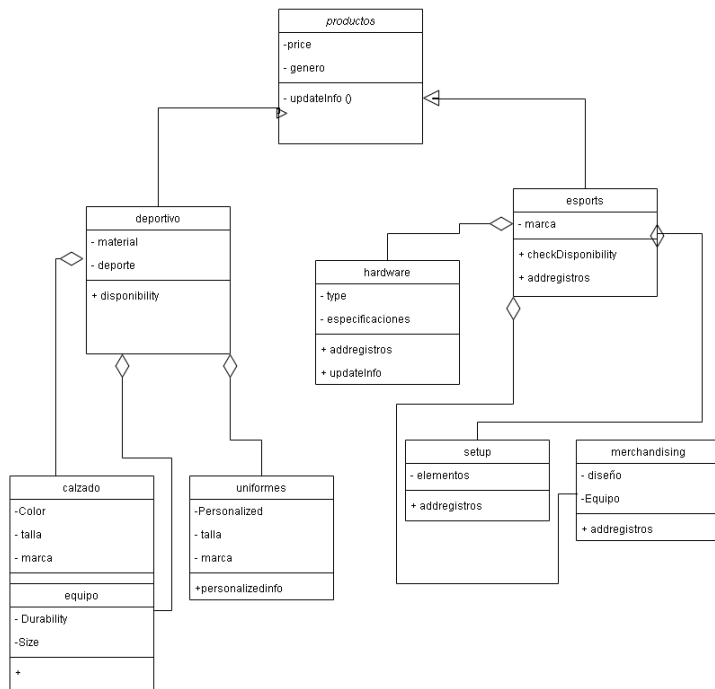 productos
-price
- genero
- updateInfo ()
deportivo
- material
- deporte
+ disponibility
esports
- marca
+ checkDisponibility
+ addregistros
hardware
- type
- especificaciones
+ addregistros
+ updateInfo
setup
- elementos
+ addregistros
merchandising
- diseño
-Equipo
+ addregistros
calzado
-Color
- talla
- marca
uniformes
-Personalized
- talla
- marca
+personalizedinfo
equipo
- Durability
-Size
+